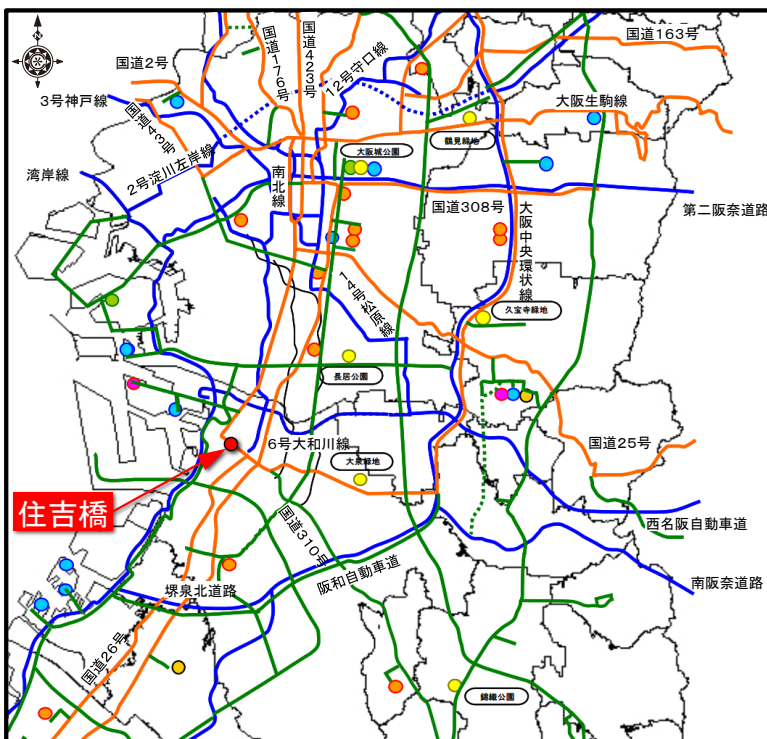 N
国道2号
国道176号
国道423号
12号守口線
国道163号
3号神戸線
国道43号
2号淀川左岸線
大阪生駒線
大阪城公園
鶴見緑地
湾岸線
南北線
国道308号
大阪中央環状線
第二阪奈道路
14号松原線
久宝寺緑地
長居公園
6号大和川線
国道25号
大泉緑地
住吉橋
国道310号
西名阪自動車道
阪和自動車道
南阪奈道路
堺泉北道路
国道26号
錦織公園